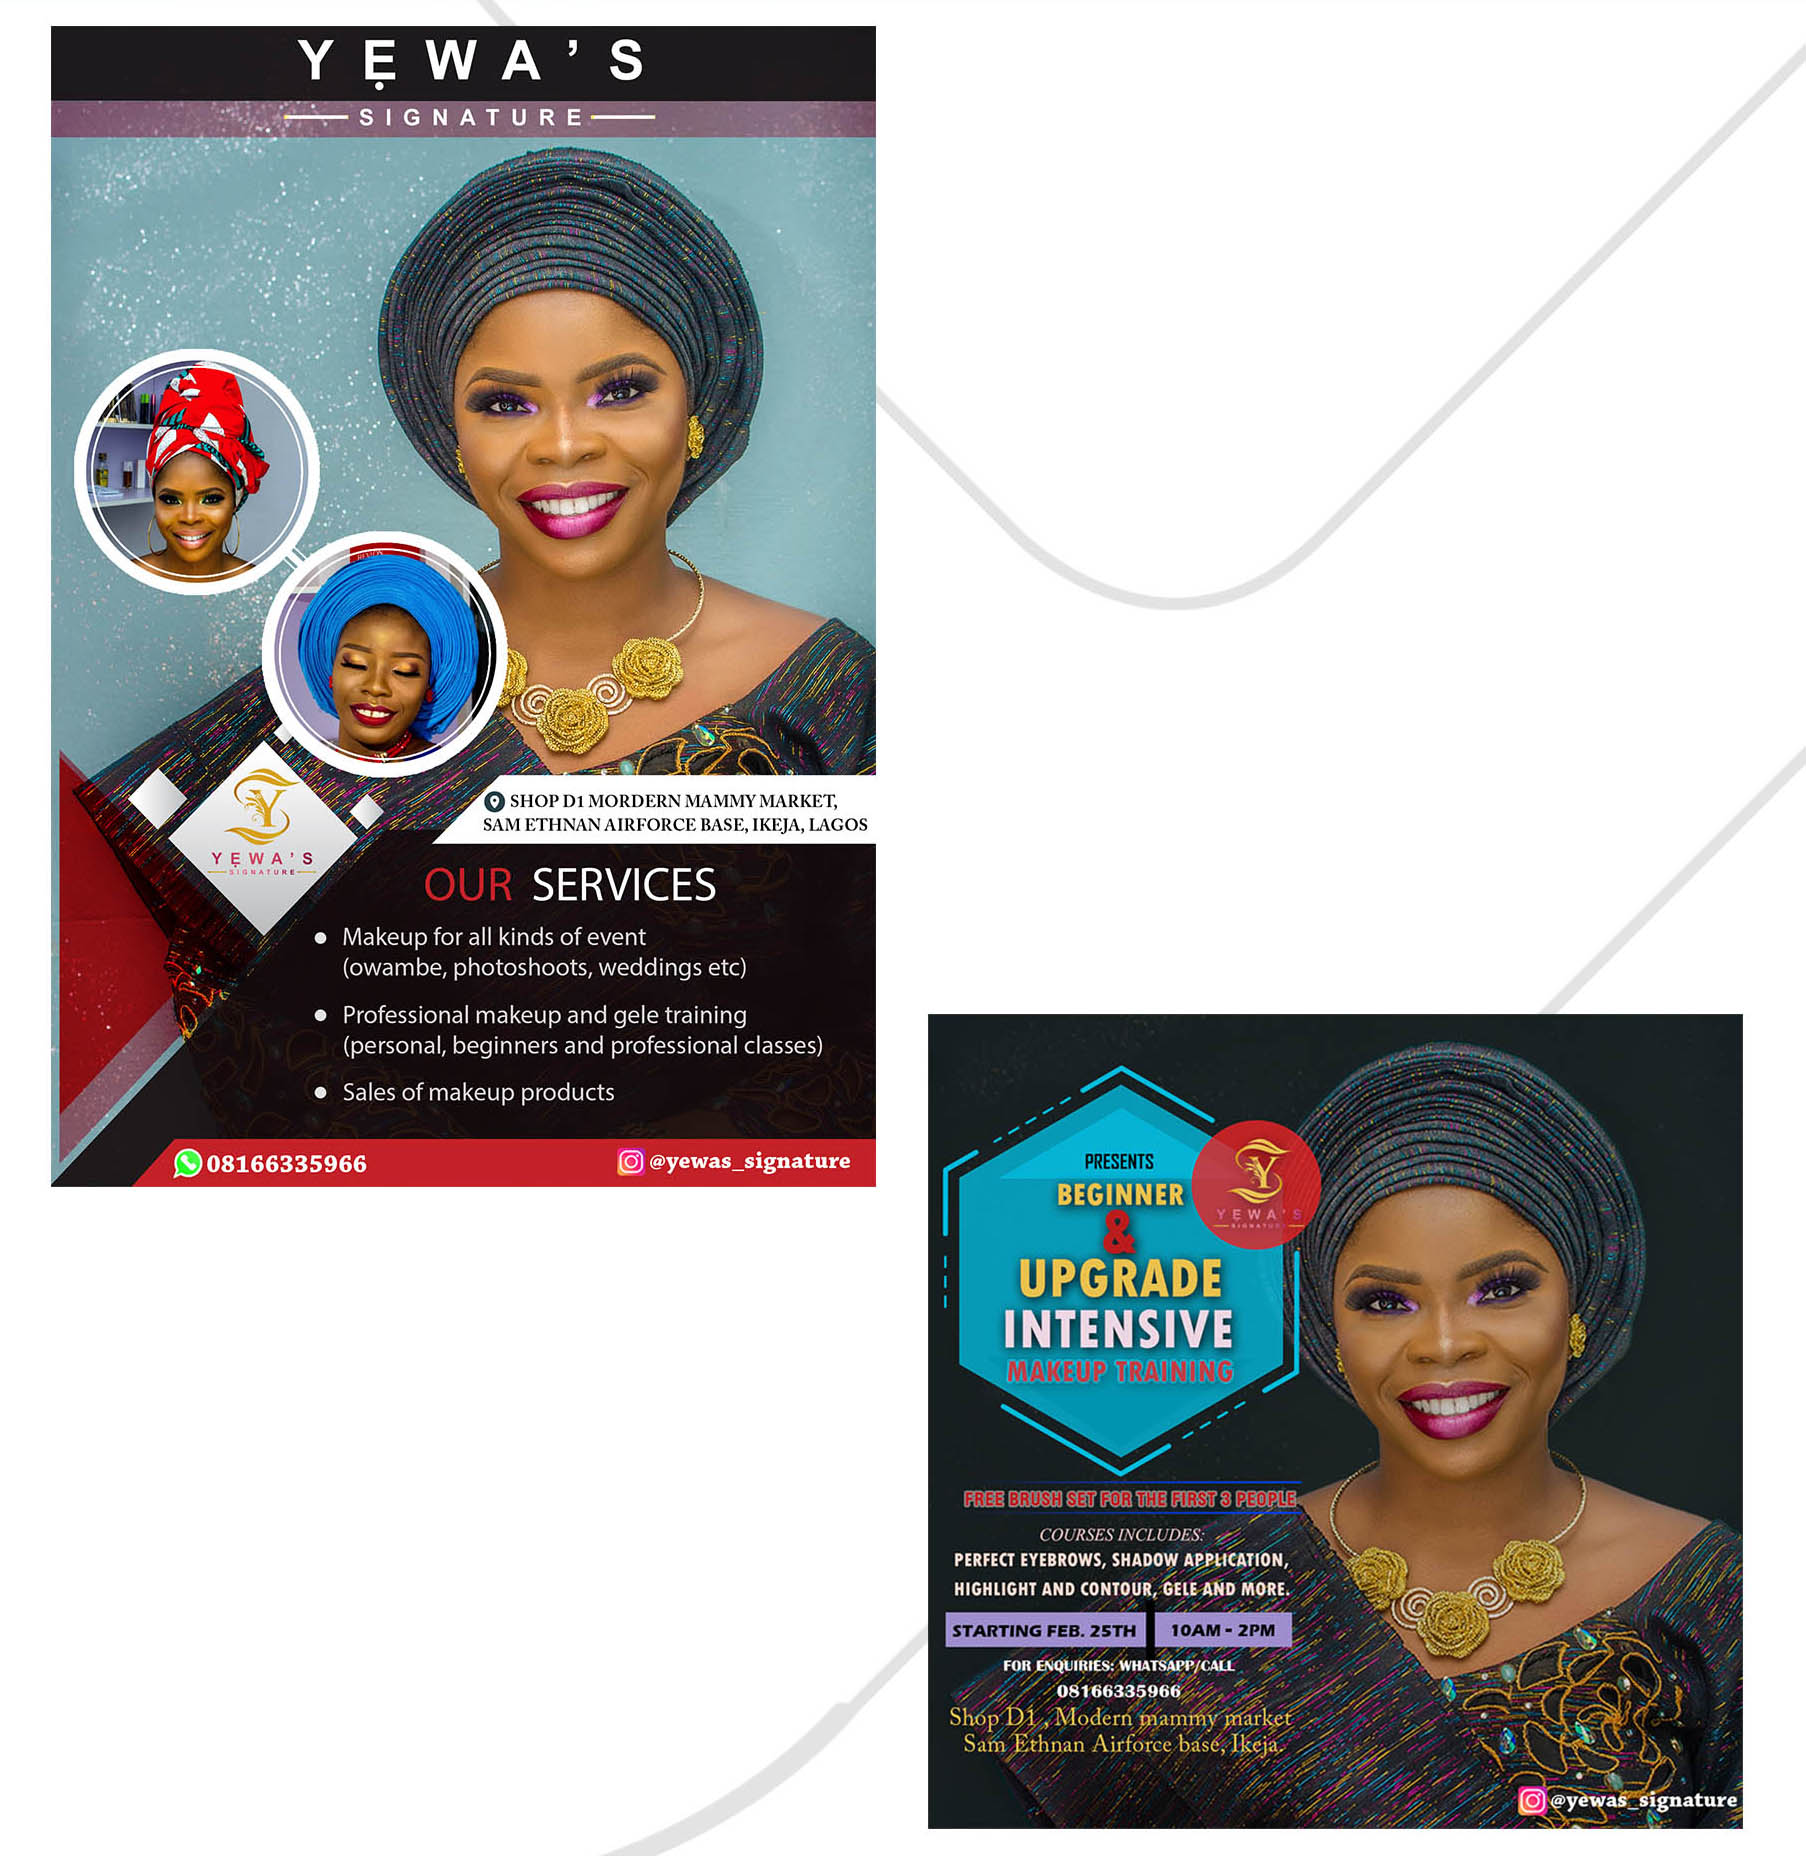 YẸWA'S
SIGNATURE
REVLON
SHOP D1 MORDERN MAMMY MARKET,
SAM ETHNAN AIRFORCE BASE, IKEJA, LAGOS
YẸWA'S
SIGNATURE
OUR SERVICES
● Makeup for all kinds of event
(owambe, photoshoots, weddings etc)
● Professional makeup and gele training
(personal, beginners and professional classes)
● Sales of makeup products
08166335966
@yewas_signature
PRESENTS
BEGINNER
&
UPGRADE
INTENSIVE
MAKEUP TRAINING
YẸWA'S
SIGNATURE
FREE BRUSH SET FOR THE FIRST 3 PEOPLE
COURSES INCLUDES:
PERFECT EYEBROWS, SHADOW APPLICATION,
HIGHLIGHT AND CONTOUR, GELE AND MORE.
STARTING FEB. 25TH 10AM - 2PM
FOR ENQUIRIES: WHATSAPP/CALL
08166335966
Shop D1 , Modern mammy market
Sam Ethnan Airforce base, Ikeja.
@yewas_signature